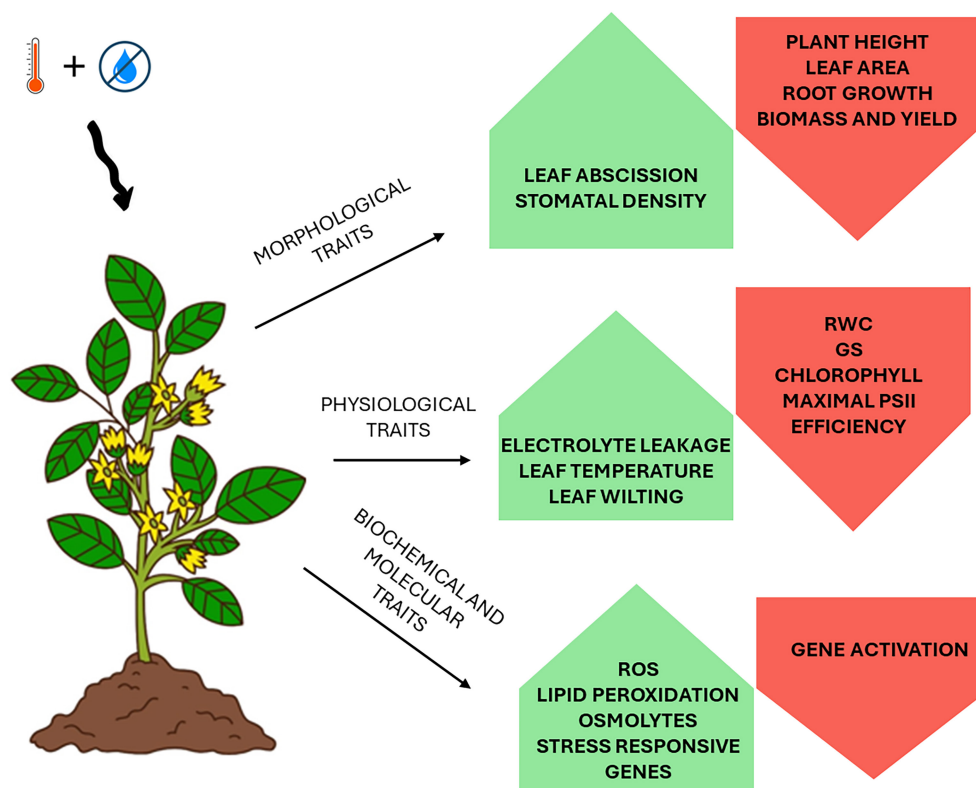 +
MORPHOLOGICAL
TRAITS
LEAF ABSCISSION
STOMATAL DENSITY
PLANT HEIGHT
LEAF AREA
ROOT GROWTH
BIOMASS AND YIELD
PHYSIOLOGICAL
TRAITS
ELECTROLYTE LEAKAGE
LEAF TEMPERATURE
LEAF WILTING
RWC
GS
CHLOROPHYLL
MAXIMAL PSII
EFFICIENCY
BIOCHEMICAL AND
MOLECULAR
TRAITS
ROS
LIPID PEROXIDATION
OSMOLYTES
STRESS RESPONSIVE
GENES
GENE ACTIVATION